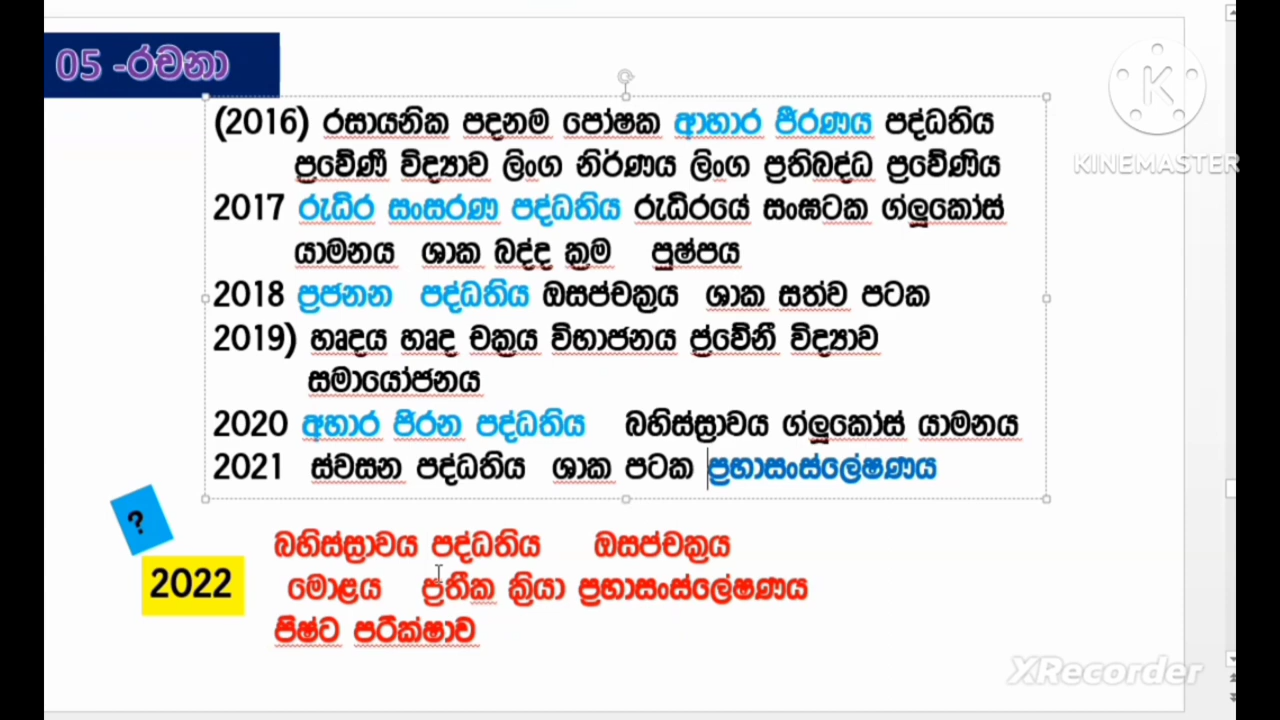 05 -රචනා
(2016) රසායනික පදනම පෝෂක ආහාර ජීරණය පද්ධතිය
ප්‍රවේණී විද්‍යාව ලිංග නිර්ණය ලිංග ප්‍රතිබද්ධ ප්‍රවේණිය
2017 රුධිර සංසරණ පද්ධතිය රුධිරයේ සංඝටක ග්ලූකෝස්
යාමනය ශාක බද්ද ක්‍රම පුෂ්පය
2018 ප්‍රජනන පද්ධතිය ඔසප්චක්‍රය ශාක සත්ව පටක
2019) හෘදය හෘද චක්‍රය විභාජනය ප්‍ර්වේනී විද්‍යාව
සමායෝජනය
2020 අහාර ජිරන පද්ධතිය බහිස්ස්‍රාවය ග්ලූකෝස් යාමනය
2021 ස්වසන පද්ධතිය ශාක පටක ප්‍රභාසංස්ලේෂණය
?
බහිස්ස්‍රාවය පද්ධතිය ඔසප්චක්‍රය
2022 මොළය ප්‍රතීක ක්‍රියා ප්‍රභාසංස්ලේෂණය
පිෂ්ට පරීක්ෂාව
K
KINEMASTER
XRecorder